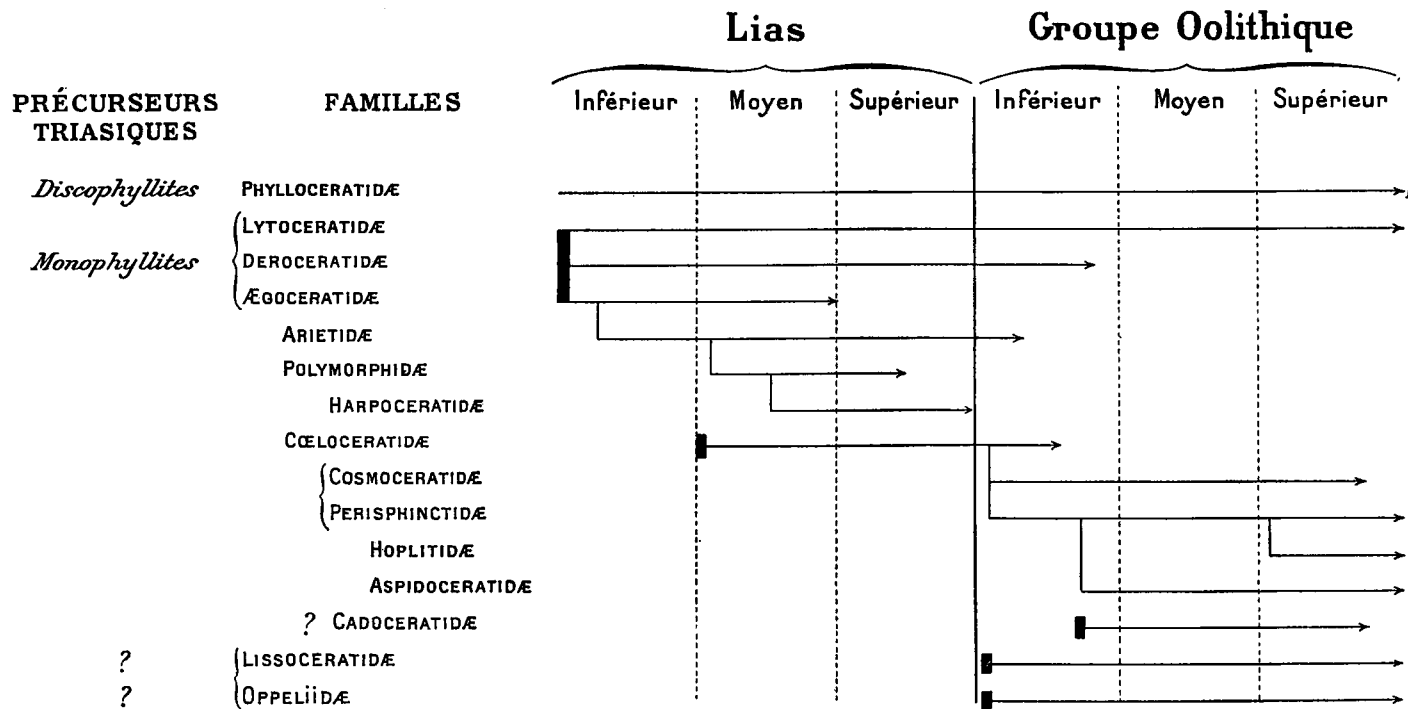 Lias Groupe Oolithique
PRÉCURSEURS TRIASIQUES FAMILLES Inférieur Moyen Supérieur Inférieur Moyen Supérieur
Discophyllites PHYLLOCERATIDÆ
LYTOCERATIDÆ
Monophyllites DEROCERATIDÆ
ÆGOCERATIDÆ
ARIETIDÆ
POLYMORPHIDÆ
HARPOCERATIDÆ
CŒLOCERATIDÆ
COSMOCERATIDÆ
PERISPHINCTIDÆ
HOPLITIDÆ
ASPIDOCERATIDÆ
? CADOCERATIDÆ
? LISSOCERATIDÆ
? OPPELIIDÆ